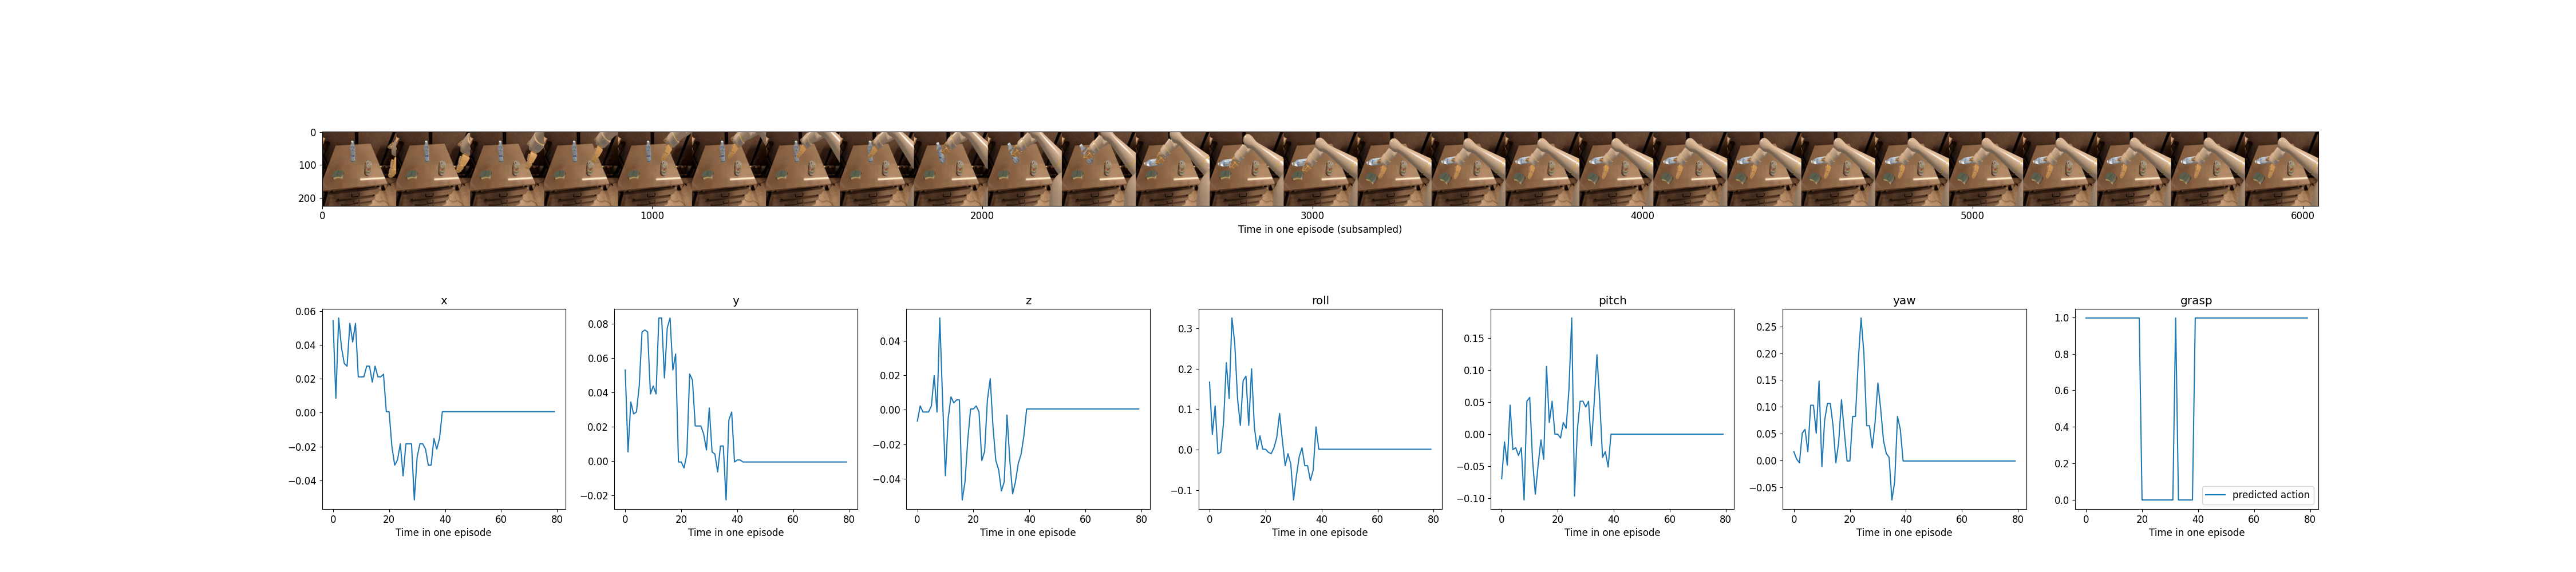 0
100
200
0 1000 2000 3000 4000 5000 6000
Time in one episode (subsampled)
x
0.06
0.04
0.02
0.00
−0.02
−0.04
0 20 40 60 80
Time in one episode
y
0.08
0.06
0.04
0.02
0.00
−0.02
0 20 40 60 80
Time in one episode
z
0.04
0.02
0.00
−0.02
−0.04
0 20 40 60 80
Time in one episode
roll
0.3
0.2
0.1
0.0
−0.1
0 20 40 60 80
Time in one episode
pitch
0.15
0.10
0.05
0.00
−0.05
−0.10
0 20 40 60 80
Time in one episode
yaw
0.25
0.20
0.15
0.10
0.05
0.00
−0.05
0 20 40 60 80
Time in one episode
grasp
1.0
0.8
0.6
0.4
0.2
0.0
predicted action
0 20 40 60 80
Time in one episode